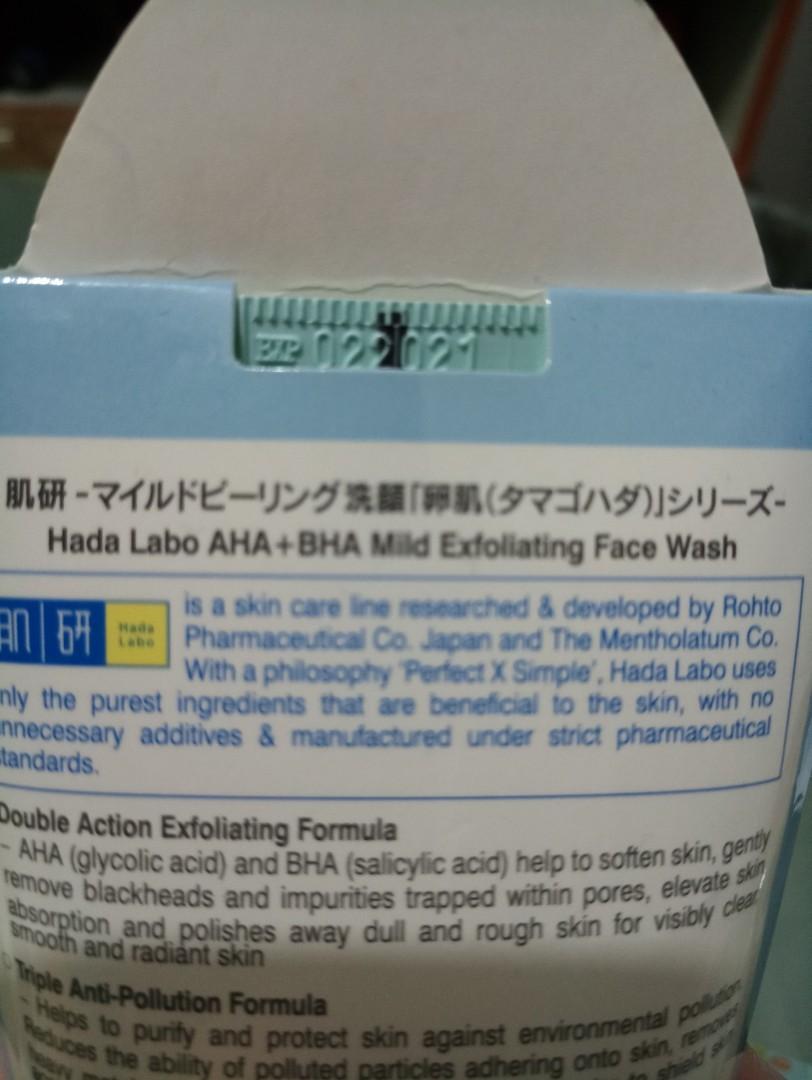 EXP 022021
肌研-マイルドピーリング洗顔「卵肌(タマゴハダ)」シリーズ-
Hada Labo AHA+BHA Mild Exfoliating Face Wash
肌研 Hada Labo
is a skin care line researched & developed by Rohto
Pharmaceutical Co. Japan and The Mentholatum Co.
With a philosophy 'Perfect X Simple', Hada Labo uses
nly the purest ingredients that are beneficial to the skin, with no
nnecessary additives & manufactured under strict pharmaceutical
tandards.
Double Action Exfoliating Formula
- AHA (glycolic acid) and BHA (salicylic acid) help to soften skin, gently
remove blackheads and impurities trapped within pores, elevate skin
absorption and polishes away dull and rough skin for visibly clear
smooth and radiant skin
Triple Anti-Pollution Formula
- Helps to purify and protect skin against environmental pollution.
Reduces the ability of polluted particles adhering onto skin, removes
heavy to shield